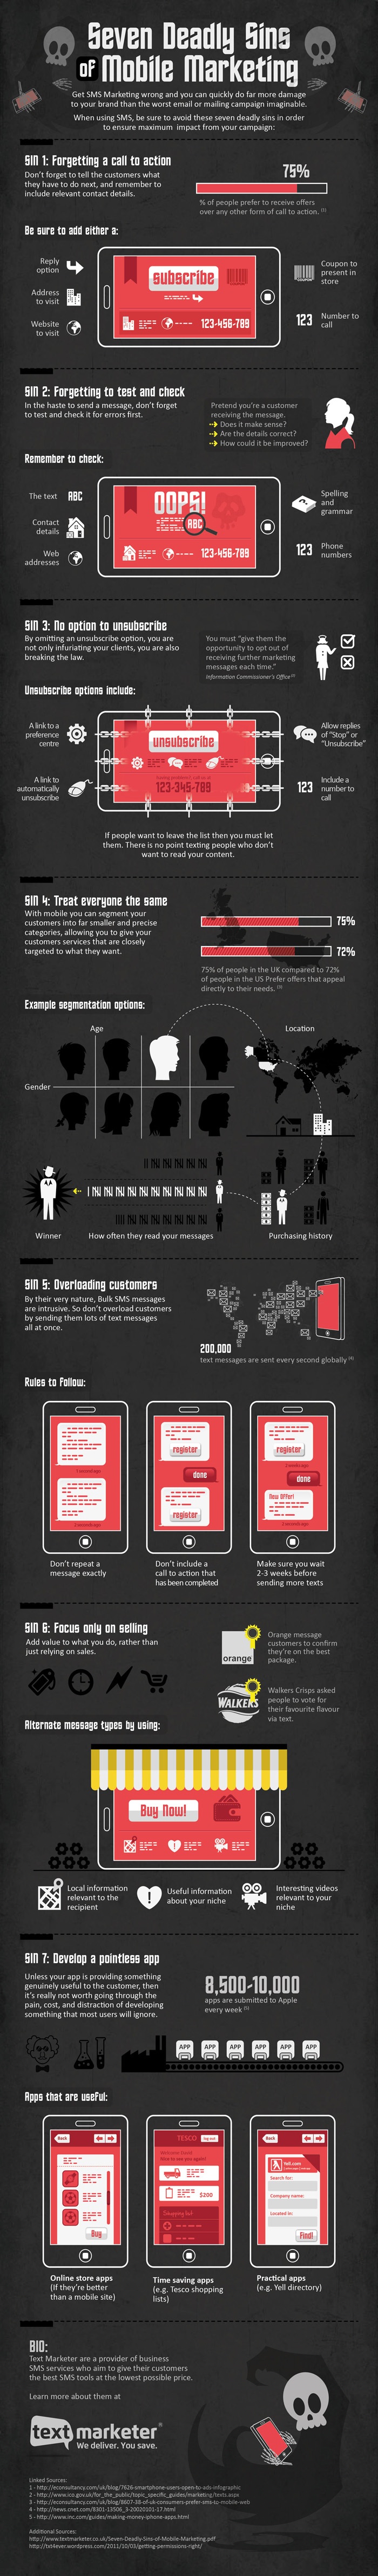 Seven Deadly Sins
of Mobile Marketing
Get SMS Marketing wrong and you can quickly do far more damage
to your brand than the worst email or mailing campaign imaginable.
When using SMS, be sure to avoid these seven deadly sins in order
to ensure maximum impact from your campaign:
SIN 1: Forgetting a call to action
Don't forget to tell the customers what
they have to do next, and remember to
include relevant contact details.
75%
% of people prefer to receive offers
over any other form of call to action. (1)
Be sure to add either a:
Reply
option
Address
to visit
Website
to visit
subscribe
123-456-789
Coupon to
present in
store
COUPON
123
Number to
call
SIN 2: Forgetting to test and check
In the haste to send a message, don't forget
to test and check it for errors first.
Pretend you're a customer
receiving the message.
Does it make sense?
Are the details correct?
How could it be improved?
Remember to check:
The text
ABC
Contact
details
Web
addresses
OOPS!
ABC
123-456-789
Spelling
and
grammar
123
Phone
numbers
SIN 3: No option to unsubscribe
By omitting an unsubscribe option, you are
not only infuriating your clients, you are also
breaking the law.
You must "give them the
opportunity to opt out of
receiving further marketing
messages each time."
Information Commissioner's Office (2)
Unsubscribe options include:
A link to a
preference
centre
A link to
automatically
unsubscribe
unsubscribe
123-345-789
Allow replies
of "Stop" or
"Unsubscribe"
123
Include a
number to
call
If people want to leave the list then you must let
them. There is no point texting people who don't
want to read your content.
SIN 4: Treat everyone the same
With mobile you can segment your
customers into far smaller and precise
categories, allowing you to give your
customers services that are closely
targeted to what they want.
75%
72%
75% of people in the UK compared to 72%
of people in the US Prefer offers that appeal
directly to their needs. (3)
Example segmentation options:
Age
Location
Gender
Winner
How often they read your messages
Purchasing history
SIN 5: Overloading customers
By their very nature, Bulk SMS messages
are intrusive. So don't overload customers
by sending them lots of text messages
all at once.
200,000
text messages are sent every second globally (4)
Rules to Follow:
register
done
register
register
done
New Offer!
Don't repeat a
message exactly
Don't include a
call to action that
has been completed
Make sure you wait
2-3 weeks before
sending more texts
SIN 6: Focus only on selling
Add value to what you do, rather than
just relying on sales.
orange
Orange message
customers to confirm
they're on the best
package.
WALKERS
Walkers Crisps asked
people to vote for
their favourite flavour
via text.
Alternate message types by using:
Buy Now!
Local information
relevant to the
recipient
Useful information
about your niche
Interesting videos
relevant to your
niche
SIN 7: Develop a pointless app
Unless your app is providing something
genuinely useful to the customer, then
it's really not worth going through the
pain, cost, and distraction of developing
something that most users will ignore.
8,500-10,000
apps are submitted to Apple
every week (5)
APP APP APP APP APP APP
Apps that are useful:
Back
Buy
TESCO
$200
Shopping list
Back
Yell.com
Search for:
Company name:
Located in:
Find!
Online store apps
(If they're better
than a mobile site)
Time saving apps
(e.g. Tesco shopping
lists)
Practical apps
(e.g. Yell directory)
BIO:
Text Marketer are a provider of business
SMS services who aim to give their customers
the best SMS tools at the lowest possible price.
Learn more about them at
text marketer®
We deliver. You save.
Linked Sources:
1 - http://econsultancy.com/uk/blog/7626-smartphone-users-open-to-ads-infographic
2 - http://www.ico.gov.uk/for_the_public/topic_specific_guides/marketing/texts.aspx
3 - http://econsultancy.com/uk/blog/8607-38-of-uk-consumers-prefer-sms-to-mobile-web
4 - http://news.cnet.com/8301-13506_3-20020101-17.html
5 - http://www.inc.com/guides/making-money-iphone-apps.html
Additional Sources:
http://www.textmarketer.co.uk/Seven-Deadly-Sins-of-Mobile-Marketing.pdf
http://txt4ever.wordpress.com/2011/10/03/getting-permissions-right/